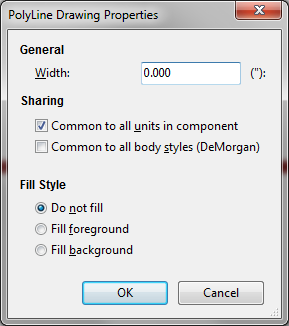 PolyLine Drawing Properties
General
Width: 0.000 ("):
Sharing
Common to all units in component
Common to all body styles (DeMorgan)
Fill Style
Do not fill
Fill foreground
Fill background
OK Cancel